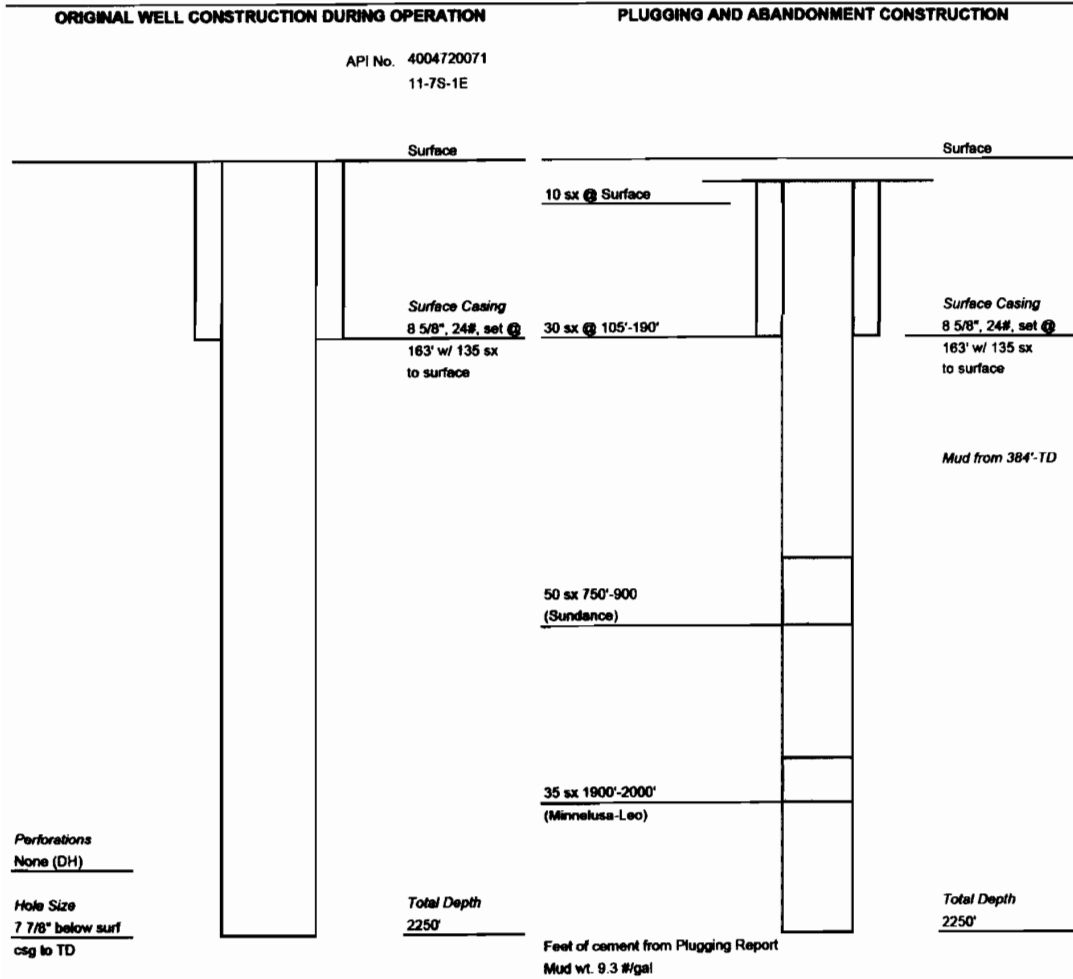 ORIGINAL WELL CONSTRUCTION DURING OPERATION
PLUGGING AND ABANDONMENT CONSTRUCTION
API No. 4004720071
11-7S-1E
Surface
Surface Casing
8 5/8", 24#, set @
163' w/ 135 sx
to surface
Perforations
None (DH)
Hole Size
7 7/8" below surf
csg to TD
Total Depth
2250'
Surface
10 sx @ Surface
30 sx @ 105'-190'
Surface Casing
8 5/8", 24#, set @
163' w/ 135 sx
to surface
Mud from 384'-TD
50 sx 750'-900
(Sundance)
35 sx 1900'-2000'
(Minnelusa-Leo)
Total Depth
2250'
Feet of cement from Plugging Report
Mud wt. 9.3 #/gal